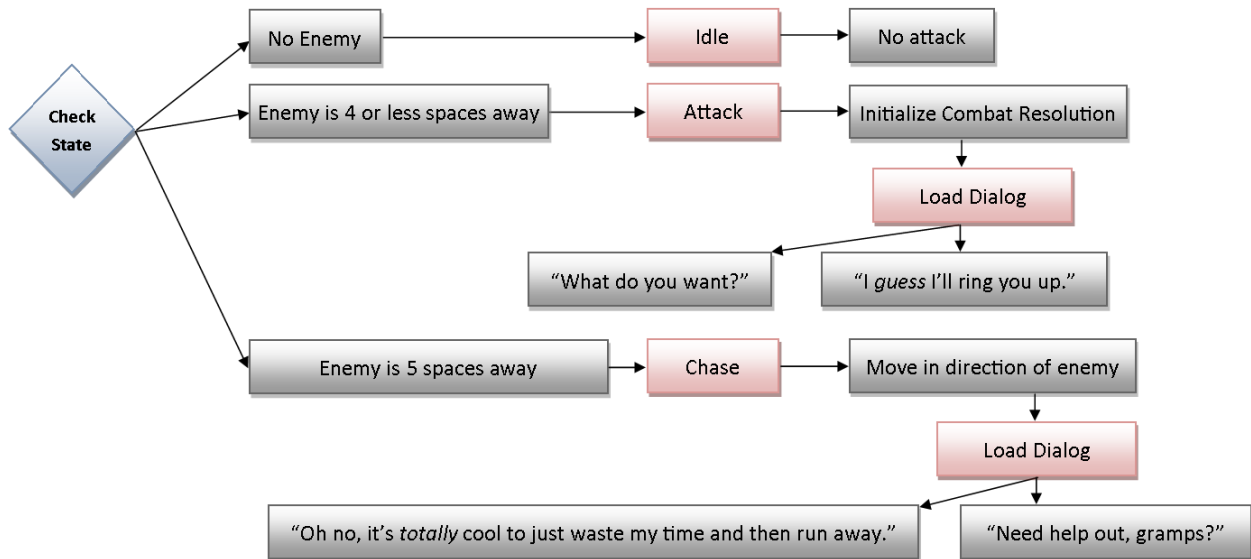 No Enemy
Idle
No attack
Check
State
Enemy is 4 or less spaces away
Attack
Initialize Combat Resolution
Load Dialog
“What do you want?”
“I guess I’ll ring you up.”
Enemy is 5 spaces away
Chase
Move in direction of enemy
Load Dialog
“Oh no, it’s totally cool to just waste my time and then run away.”
“Need help out, gramps?”